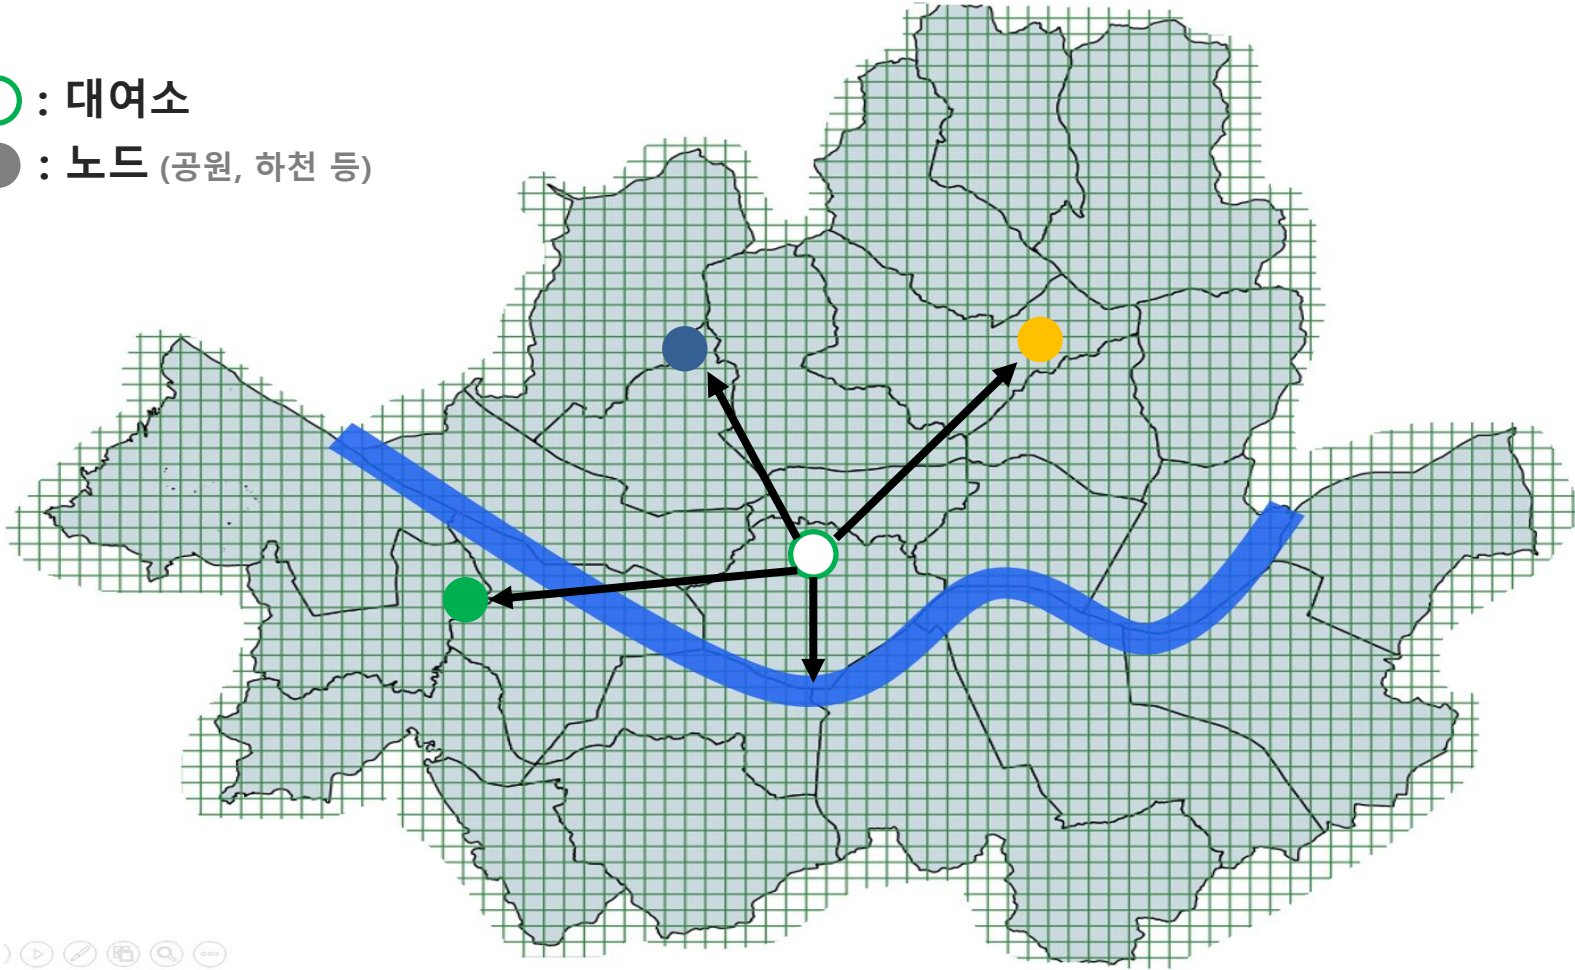 : 대여소
: 노드 (공원, 하천 등)